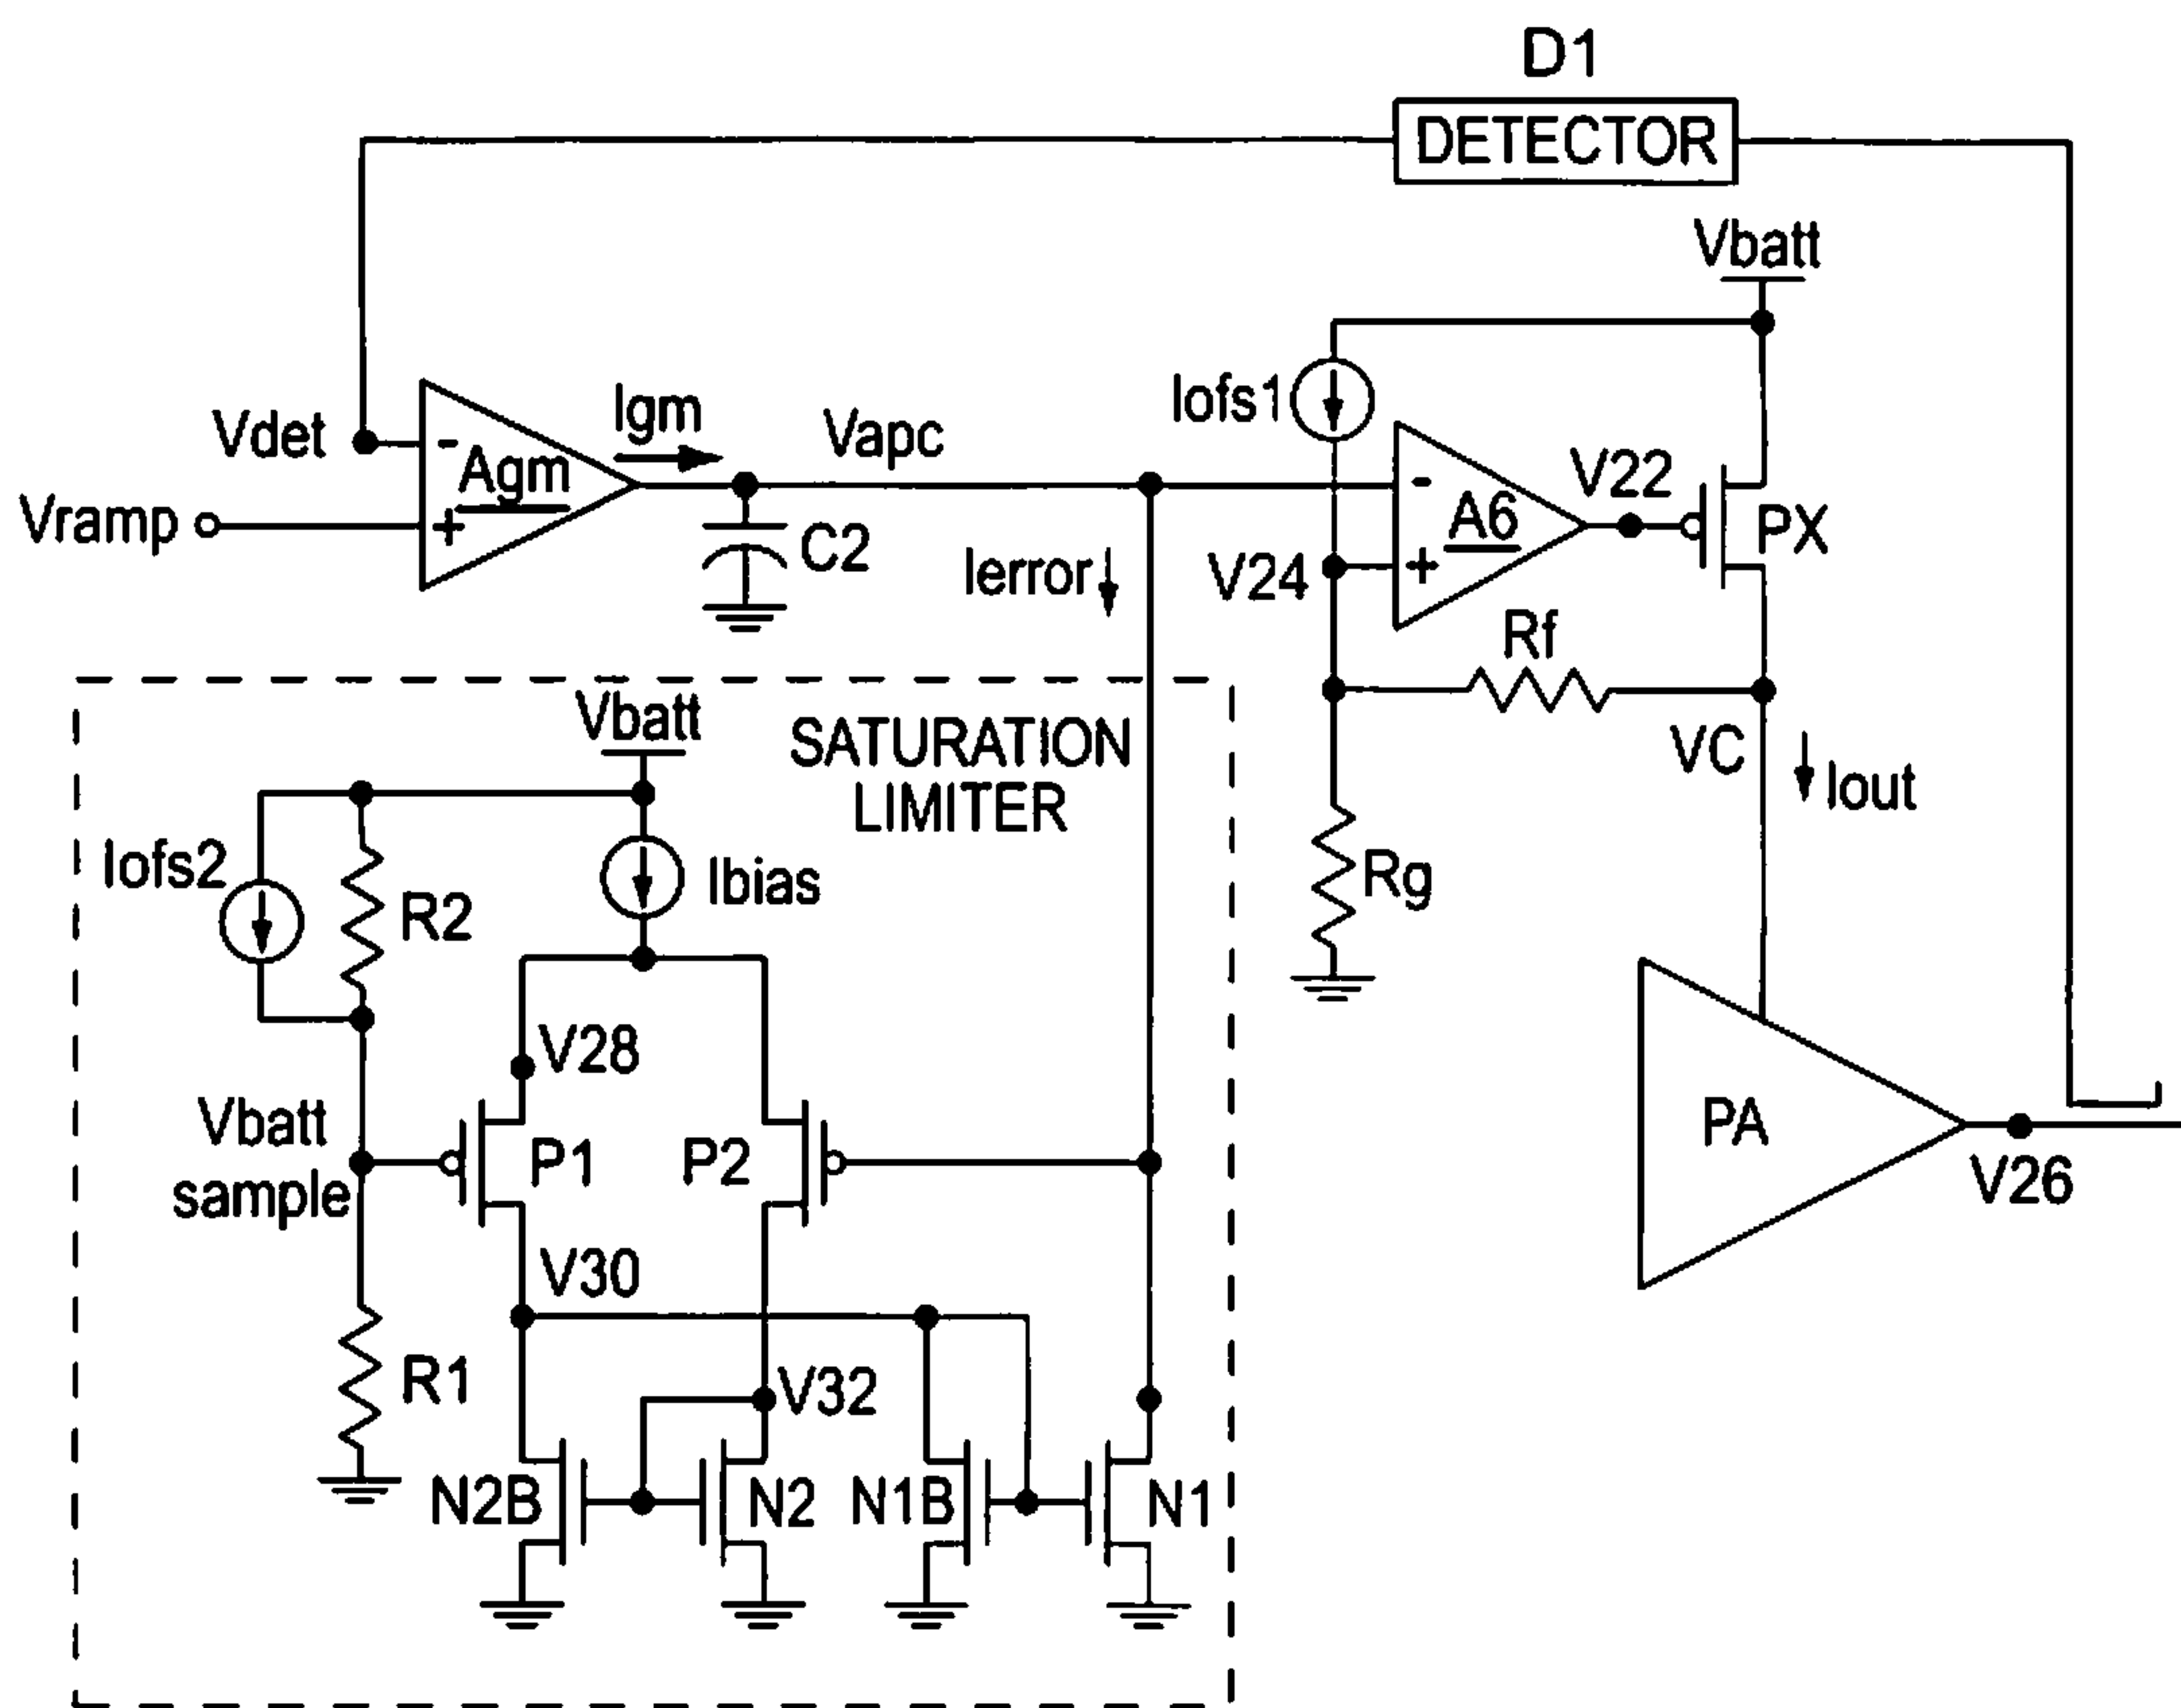 D1
DETECTOR
Vbatt
Igm
Iofs1
Vdet
Vapc
-
Agm
-
V22
Vramp
+
A6
PX
C2
Ierror
V24
+
Rf
Vbatt
SATURATION
LIMITER
VC
Iout
Iofs2
R2
Ibias
Rg
V28
Vbatt
sample
P1
P2
PA
V26
V30
R1
V32
N2B
N2
N1B
N1